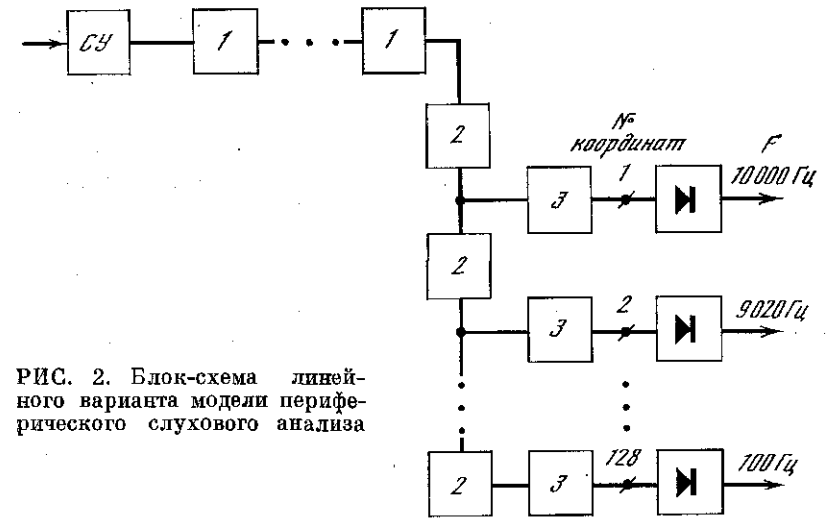 СУ 1 1
2
№ F
координат
1 10000 Гц
3
2
2 9020 Гц
3
РИС. 2. Блок-схема линей-
ного варианта модели перифе-
рического слухового анализа
128 100 Гц
2 3